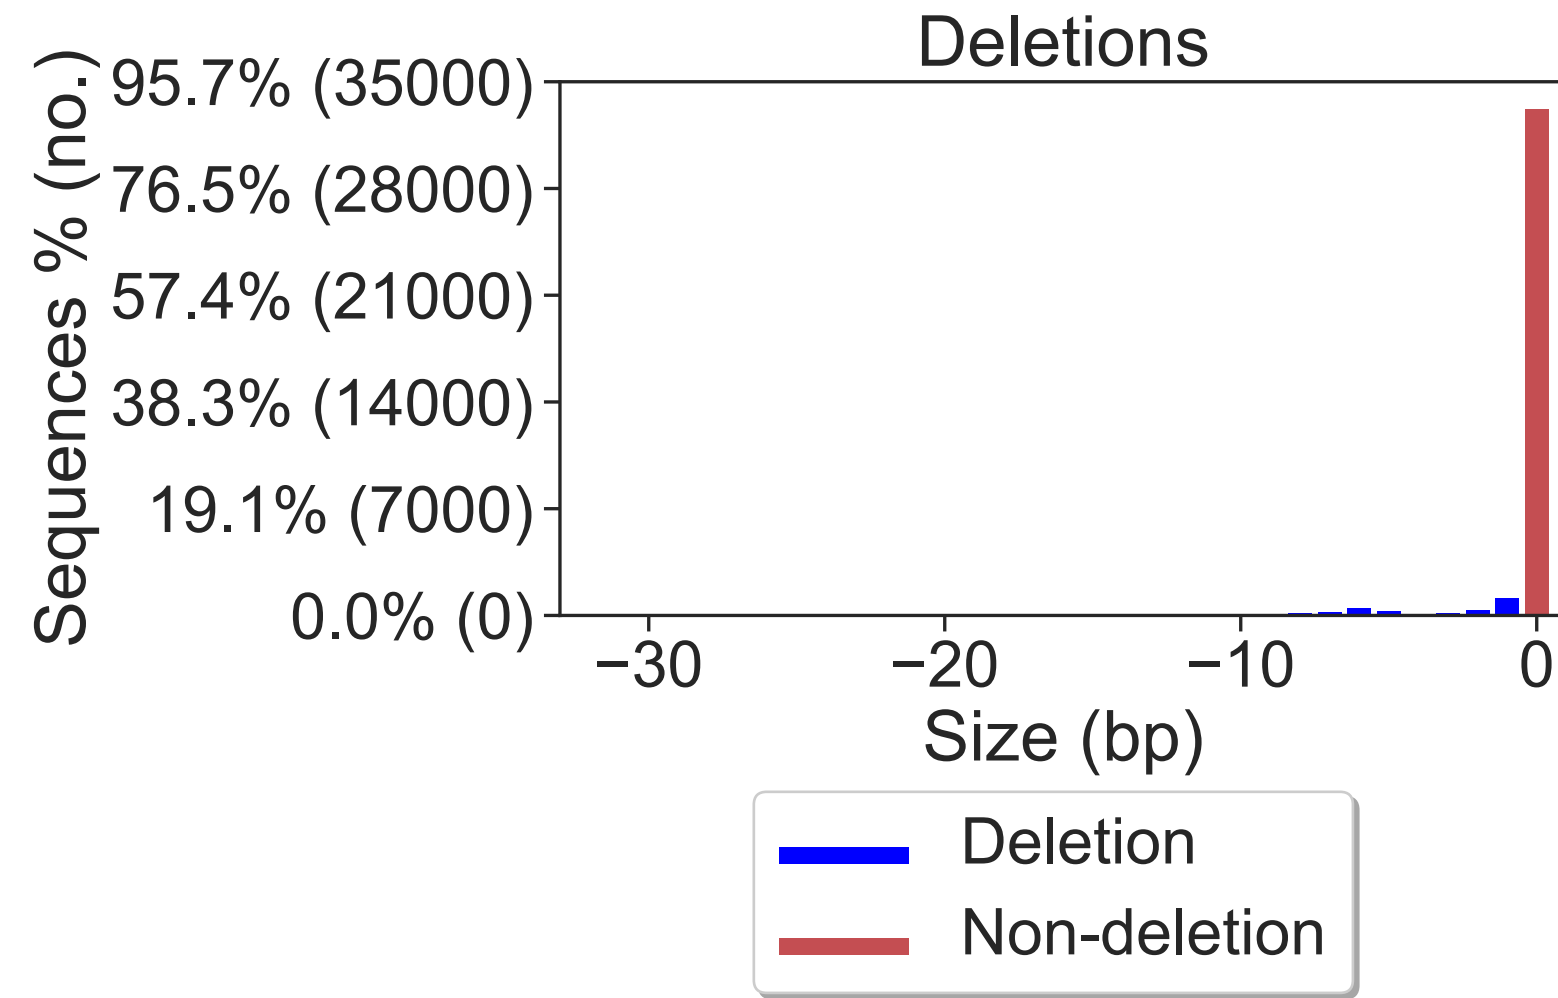 Deletions
Sequences % (no.)
95.7% (35000)
76.5% (28000)
57.4% (21000)
38.3% (14000)
19.1% (7000)
0.0% (0)
−30 −20 −10 0
Size (bp)
Deletion
Non-deletion